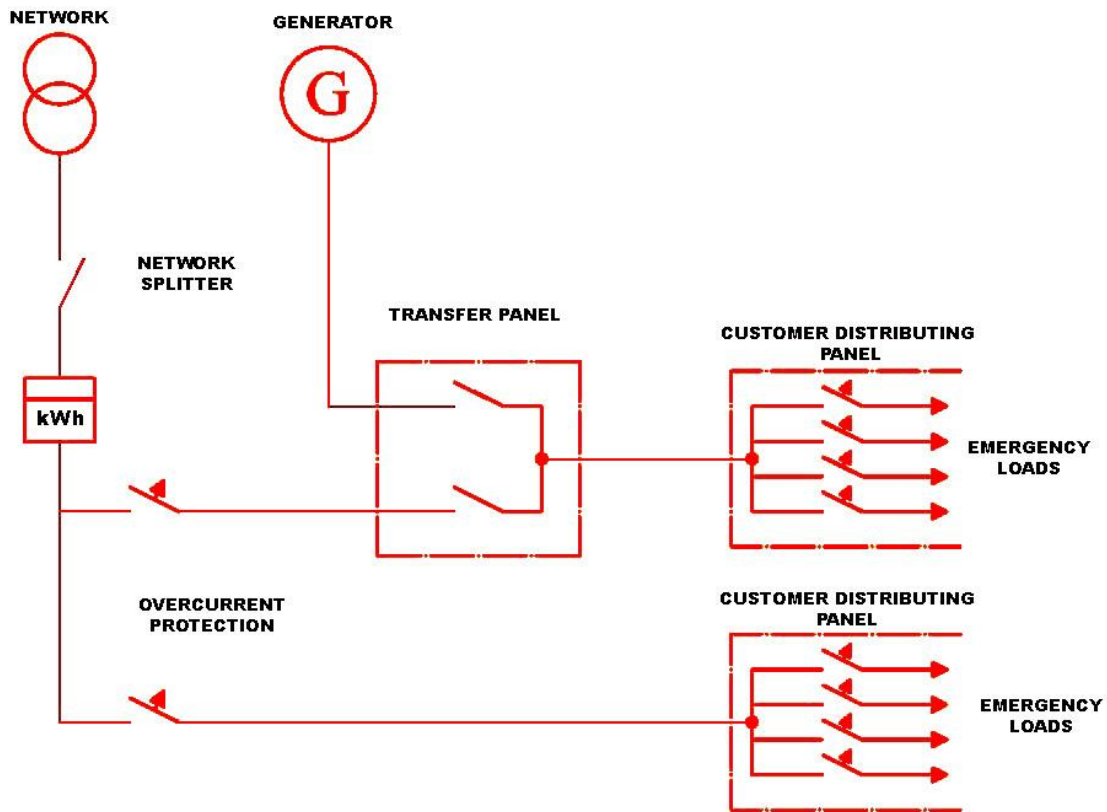 NETWORK
GENERATOR
G
NETWORK
SPLITTER
TRANSFER PANEL
CUSTOMER DISTRIBUTING
PANEL
kWh
EMERGENCY
LOADS
OVERCURRENT
PROTECTION
CUSTOMER DISTRIBUTING
PANEL
EMERGENCY
LOADS